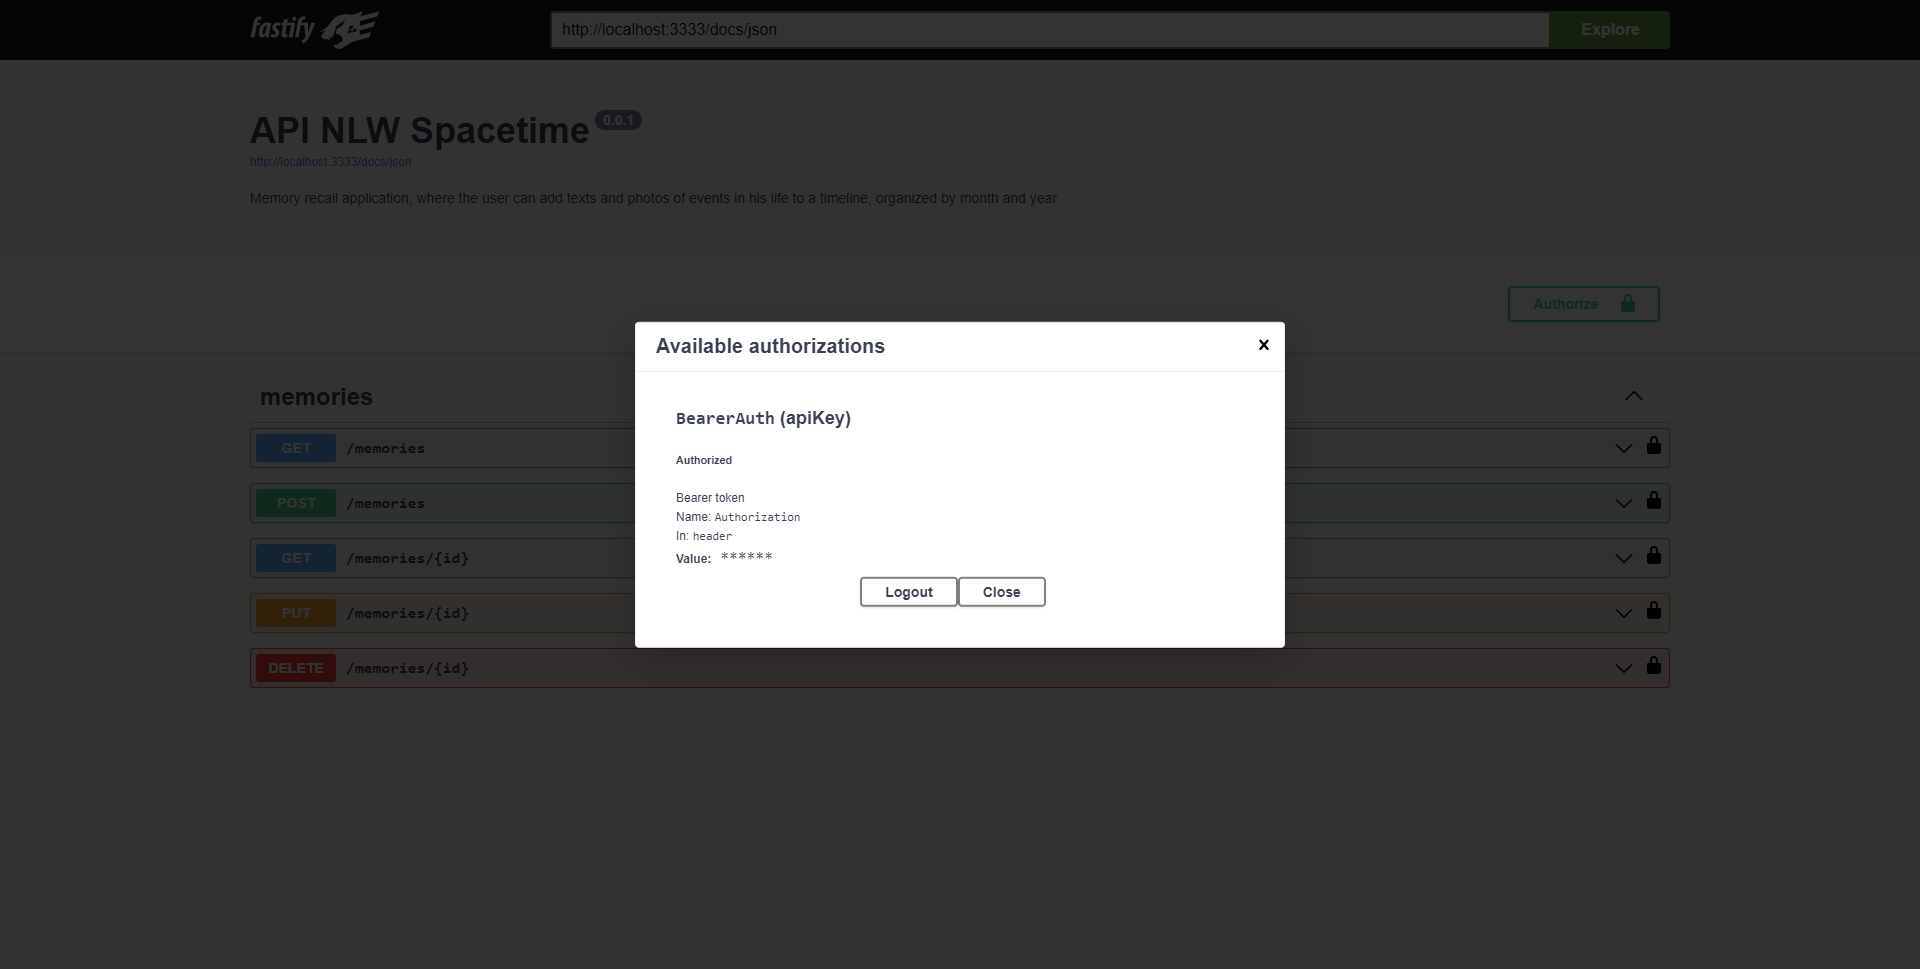 fastify
http://localhost:3333/docs/json
Explore
API NLW Spacetime 0.0.1
http://localhost:3333/docs/json
Memory recall application, where the user can add texts and photos of events in his life to a timeline, organized by month and year.
Authorize
Available authorizations
BearerAuth (apiKey)
Authorized
Bearer token
Name: Authorization
In: header
Value: ******
Logout Close
memories
GET /memories
POST /memories
GET /memories/{id}
PUT /memories/{id}
DELETE /memories/{id}